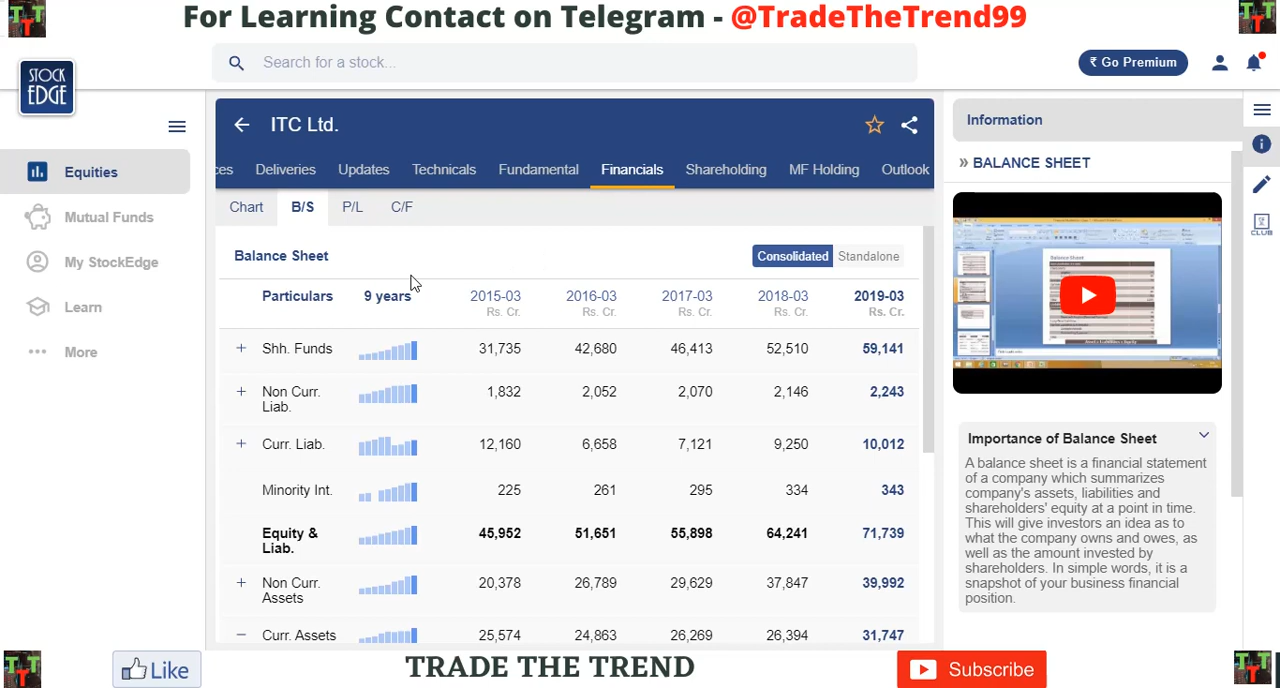 For Learning Contact on Telegram - @TradeTheTrend99
STOCK EDGE
Search for a stock...
₹ Go Premium
Equities
Mutual Funds
My StockEdge
Learn
More
ITC Ltd.
ces Deliveries Updates Technicals Fundamental Financials Shareholding MF Holding Outlook
Chart B/S P/L C/F
Balance Sheet Consolidated Standalone
Particulars 9 years 2015-03 2016-03 2017-03 2018-03 2019-03
Rs. Cr. Rs. Cr. Rs. Cr. Rs. Cr. Rs. Cr.
+ Shh. Funds 31,735 42,680 46,413 52,510 59,141
+ Non Curr. Liab. 1,832 2,052 2,070 2,146 2,243
+ Curr. Liab. 12,160 6,658 7,121 9,250 10,012
Minority Int. 225 261 295 334 343
Equity & Liab. 45,952 51,651 55,898 64,241 71,739
+ Non Curr. Assets 20,378 26,789 29,629 37,847 39,992
− Curr. Assets 25,574 24,863 26,269 26,394 31,747
Information
» BALANCE SHEET
Balance Sheet
Importance of Balance Sheet
A balance sheet is a financial statement
of a company which summarizes
company's assets, liabilities and
shareholders' equity at a point in time.
This will give investors an idea as to
what the company owns and owes, as
well as the amount invested by
shareholders. In simple words, it is a
snapshot of your business financial
position.
CLUB
Like
TRADE THE TREND
Subscribe